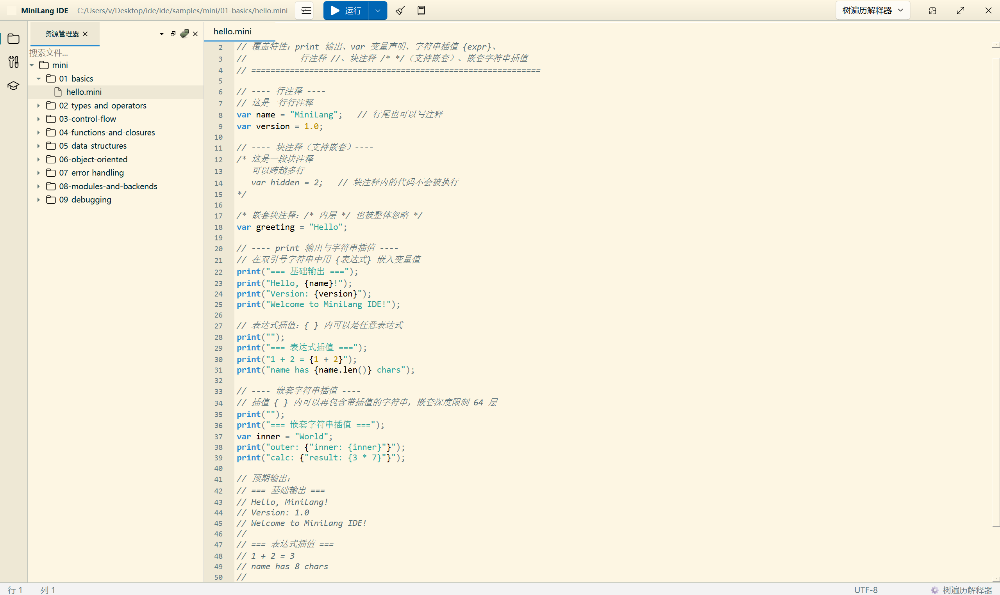 MiniLang IDE C:/Users/v/Desktop/ide/ide/samples/mini/01-basics/hello.mini 运行 树遍历解释器
资源管理器
搜索文件...
mini
01-basics
hello.mini
02-types-and-operators
03-control-flow
04-functions-and-closures
05-data-structures
06-object-oriented
07-error-handling
08-modules-and-backends
09-debugging
hello.mini
2 // 覆盖特性：print 输出、var 变量声明、字符串插值 {expr}、
3 //           行注释 //、块注释 /* */（支持嵌套）、嵌套字符串插值
4 // ============================================================
5
6 // ---- 行注释 ----
7 // 这是一行行注释
8 var name = "MiniLang";   // 行尾也可以写注释
9 var version = 1.0;
10
11 // ---- 块注释（支持嵌套）----
12 /* 这是一段块注释
13    可以跨越多行
14    var hidden = 2;   // 块注释内的代码不会被执行
15 */
16
17 /* 嵌套块注释：/* 内层 */ 也被整体忽略 */
18 var greeting = "Hello";
19
20 // ---- print 输出与字符串插值 ----
21 // 在双引号字符串中用 {表达式} 嵌入变量值
22 print("=== 基础输出 ===");
23 print("Hello, {name}!");
24 print("Version: {version}");
25 print("Welcome to MiniLang IDE!");
26
27 // 表达式插值：{ } 内可以是任意表达式
28 print("");
29 print("=== 表达式插值 ===");
30 print("1 + 2 = {1 + 2}");
31 print("name has {name.len()} chars");
32
33 // ---- 嵌套字符串插值 ----
34 // 插值 { } 内可以再包含带插值的字符串，嵌套深度限制 64 层
35 print("");
36 print("=== 嵌套字符串插值 ===");
37 var inner = "World";
38 print("outer: {"inner: {inner}"}");
39 print("calc: {"result: {3 * 7}"}");
40
41 // 预期输出：
42 // === 基础输出 ===
43 // Hello, MiniLang!
44 // Version: 1.0
45 // Welcome to MiniLang IDE!
46 //
47 // === 表达式插值 ===
48 // 1 + 2 = 3
49 // name has 8 chars
50 //
行 1 列 1 UTF-8 树遍历解释器